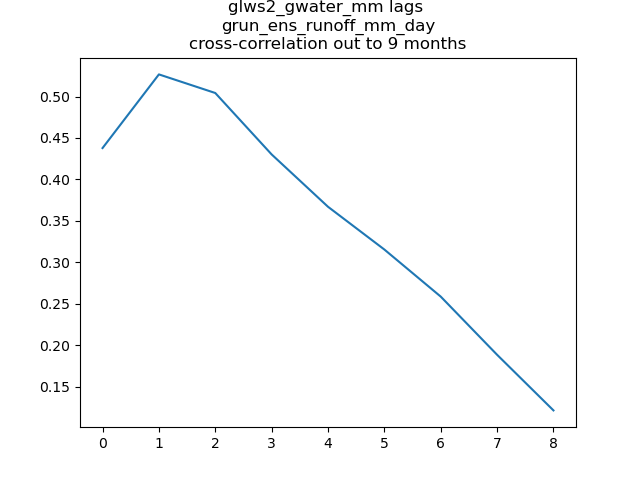 glws2_gwater_mm lags
grun_ens_runoff_mm_day
cross-correlation out to 9 months
0.50
0.45
0.40
0.35
0.30
0.25
0.20
0.15
0 1 2 3 4 5 6 7 8